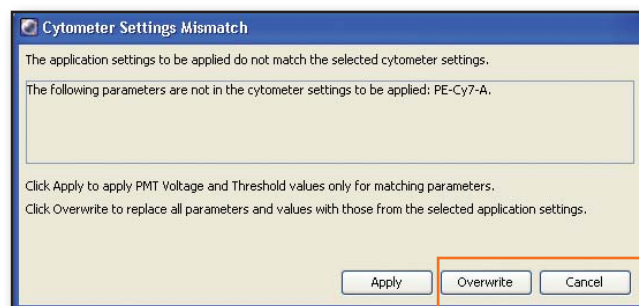 Cytometer Settings Mismatch
The application settings to be applied do not match the selected cytometer settings.
The following parameters are not in the cytometer settings to be applied: PE-Cy7-A.
Click Apply to apply PMT Voltage and Threshold values only for matching parameters.
Click Overwrite to replace all parameters and values with those from the selected application settings.
Apply Overwrite Cancel